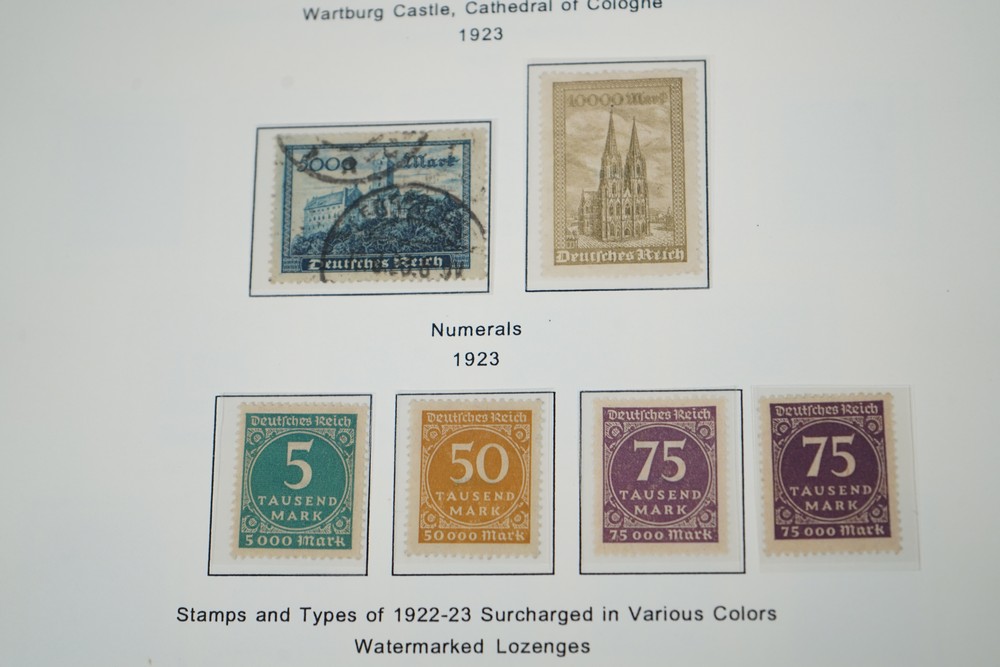 Wartburg Castle, Cathedral of Cologne
1923
5000 Mark
Deutsches Reich
10000 Mark
Deutsches Reich
Numerals
1923
Deutsches Reich
5
TAUSEND
MARK
5000 Mark
Deutsches Reich
50
TAUSEND
MARK
50000 Mark
Deutsches Reich
75
TAUSEND
MARK
75000 Mark
Deutsches Reich
75
TAUSEND
MARK
75000 Mark
Stamps and Types of 1922-23 Surcharged in Various Colors
Watermarked Lozenges